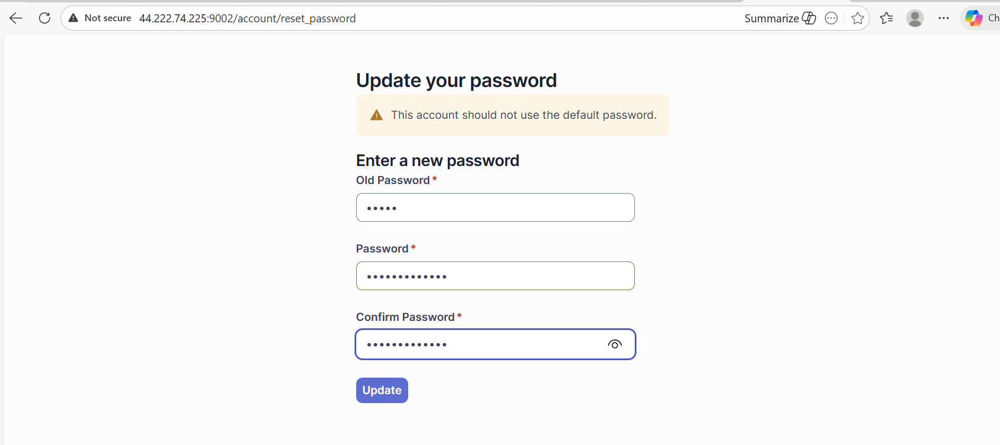 Not secure 44.222.74.225:9002/account/reset_password Summarize Ch
Update your password
This account should not use the default password.
Enter a new password
Old Password *
•••••
Password *
•••••••••••••
Confirm Password *
•••••••••••••
Update